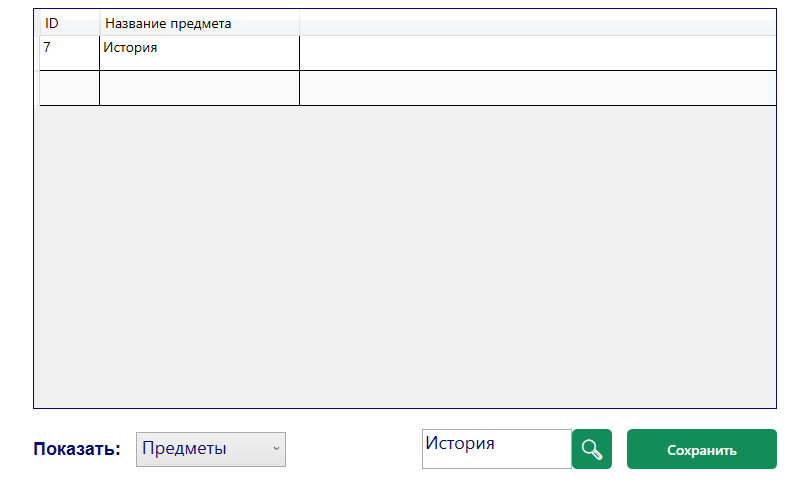 ID Название предмета
7 История
Показать: Предметы История Сохранить